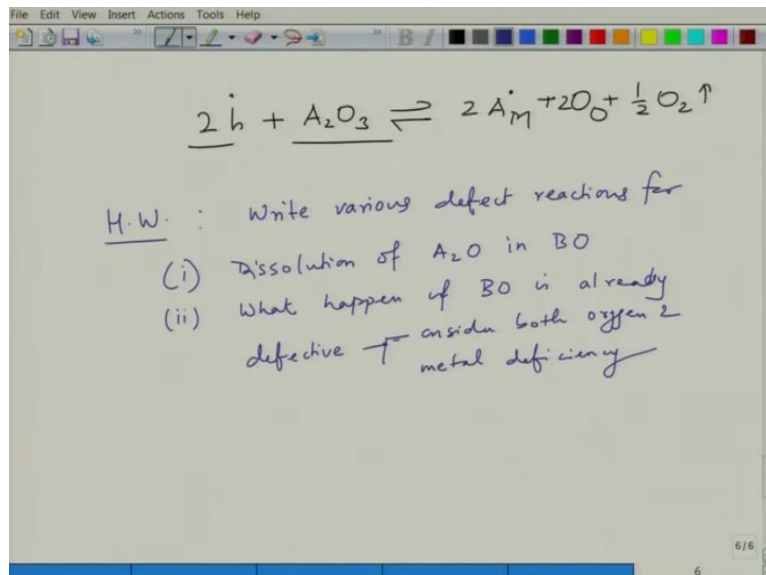 File Edit View Insert Actions Tools Help
B I
2 ḣ + A₂O₃ ⇌ 2 Aṁ + 2O₀ + ½ O₂ ↑
H.W. : Write various defect reactions for
(i) Dissolution of A₂O in BO
(ii) What happen if BO is already
defective consider both oxygen &
metal deficiency
6/6
6